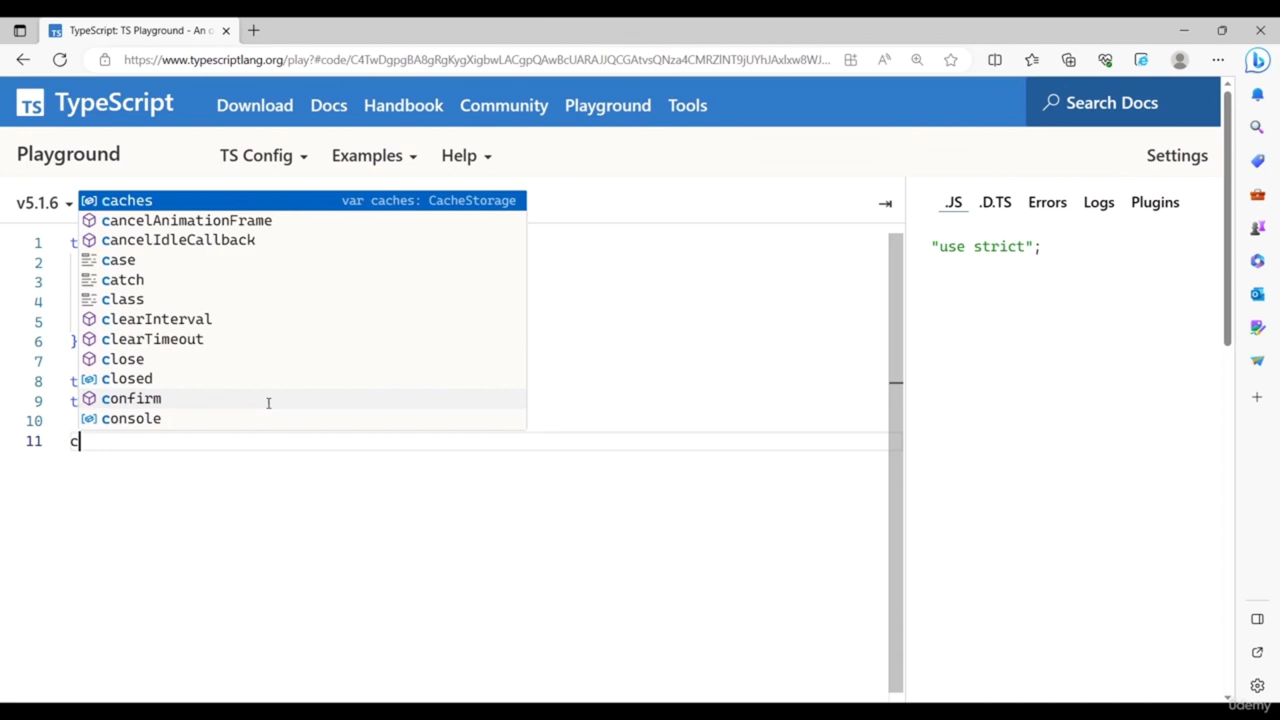 TypeScript: TS Playground - An o
https://www.typescriptlang.org/play?#code/C4TwDgpgBA8gRgKygXigbwLACgpQAwBcUARAJJQCGAtvsQNza4CMRZlNT9jUYhJAxlxw8WJ...
TS TypeScript Download Docs Handbook Community Playground Tools Search Docs
Playground TS Config Examples Help Settings
v5.1.6 .JS .D.TS Errors Logs Plugins
caches var caches: CacheStorage
cancelAnimationFrame
cancelIdleCallback
case
catch
class
clearInterval
clearTimeout
close
closed
confirm
console
1 t
2
3
4
5
6 }
7
8 t
9 t
10
11 c
"use strict";
udemy